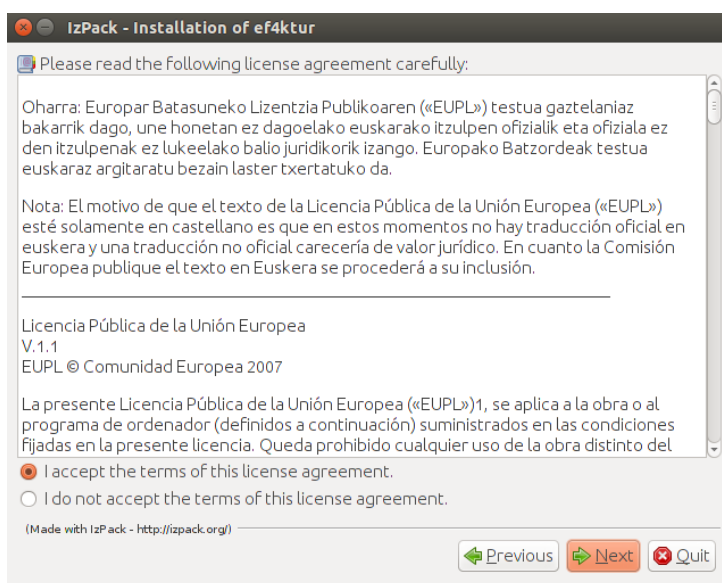 IzPack - Installation of ef4ktur
Please read the following license agreement carefully:
Oharra: Europar Batasuneko Lizentzia Publikoaren («EUPL») testua gaztelaniaz
bakarrik dago, une honetan ez dagoelako euskarako itzulpen ofizialik eta ofiziala ez
den itzulpenak ez lukeelako balio juridikorik izango. Europako Batzordeak testua
euskaraz argitaratu bezain laster txertatuko da.
Nota: El motivo de que el texto de la Licencia Pública de la Unión Europea («EUPL»)
esté solamente en castellano es que en estos momentos no hay traducción oficial en
euskera y una traducción no oficial carecería de valor jurídico. En cuanto la Comisión
Europea publique el texto en Euskera se procederá a su inclusión.
Licencia Pública de la Unión Europea
V.1.1
EUPL © Comunidad Europea 2007
La presente Licencia Pública de la Unión Europea («EUPL»)1, se aplica a la obra o al
programa de ordenador (definidos a continuación) suministrados en las condiciones
fijadas en la presente licencia. Queda prohibido cualquier uso de la obra distinto del
I accept the terms of this license agreement.
I do not accept the terms of this license agreement.
(Made with IzPack - http://izpack.org/)
Previous Next Quit